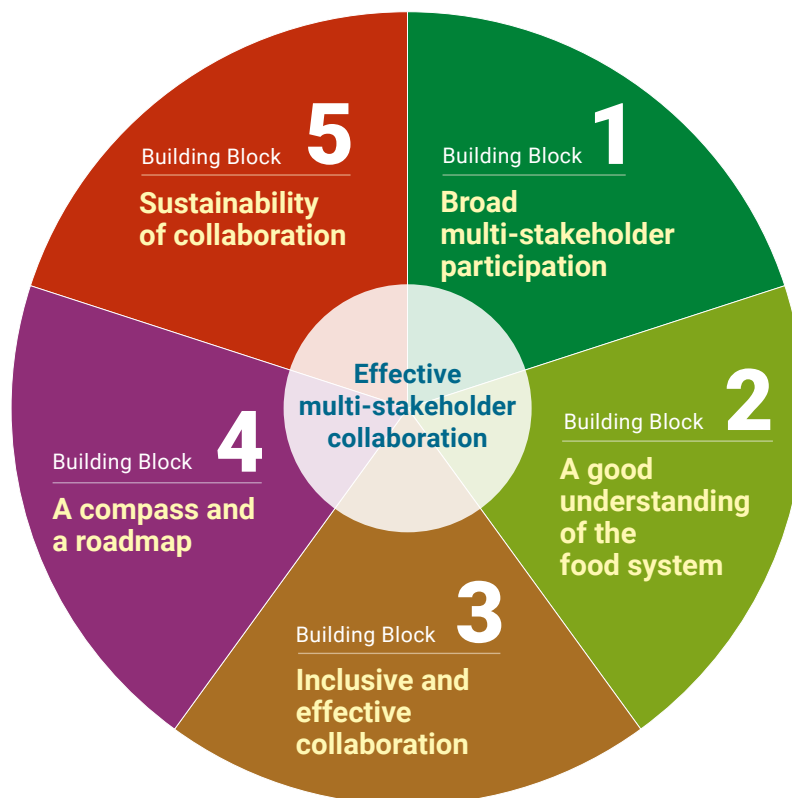 Building Block 1
Broad
multi-stakeholder
participation
Building Block 2
A good
understanding
of the
food system
Building Block 3
Inclusive and
effective
collaboration
Building Block 4
A compass and
a roadmap
Building Block 5
Sustainability
of collaboration
Effective
multi-stakeholder
collaboration